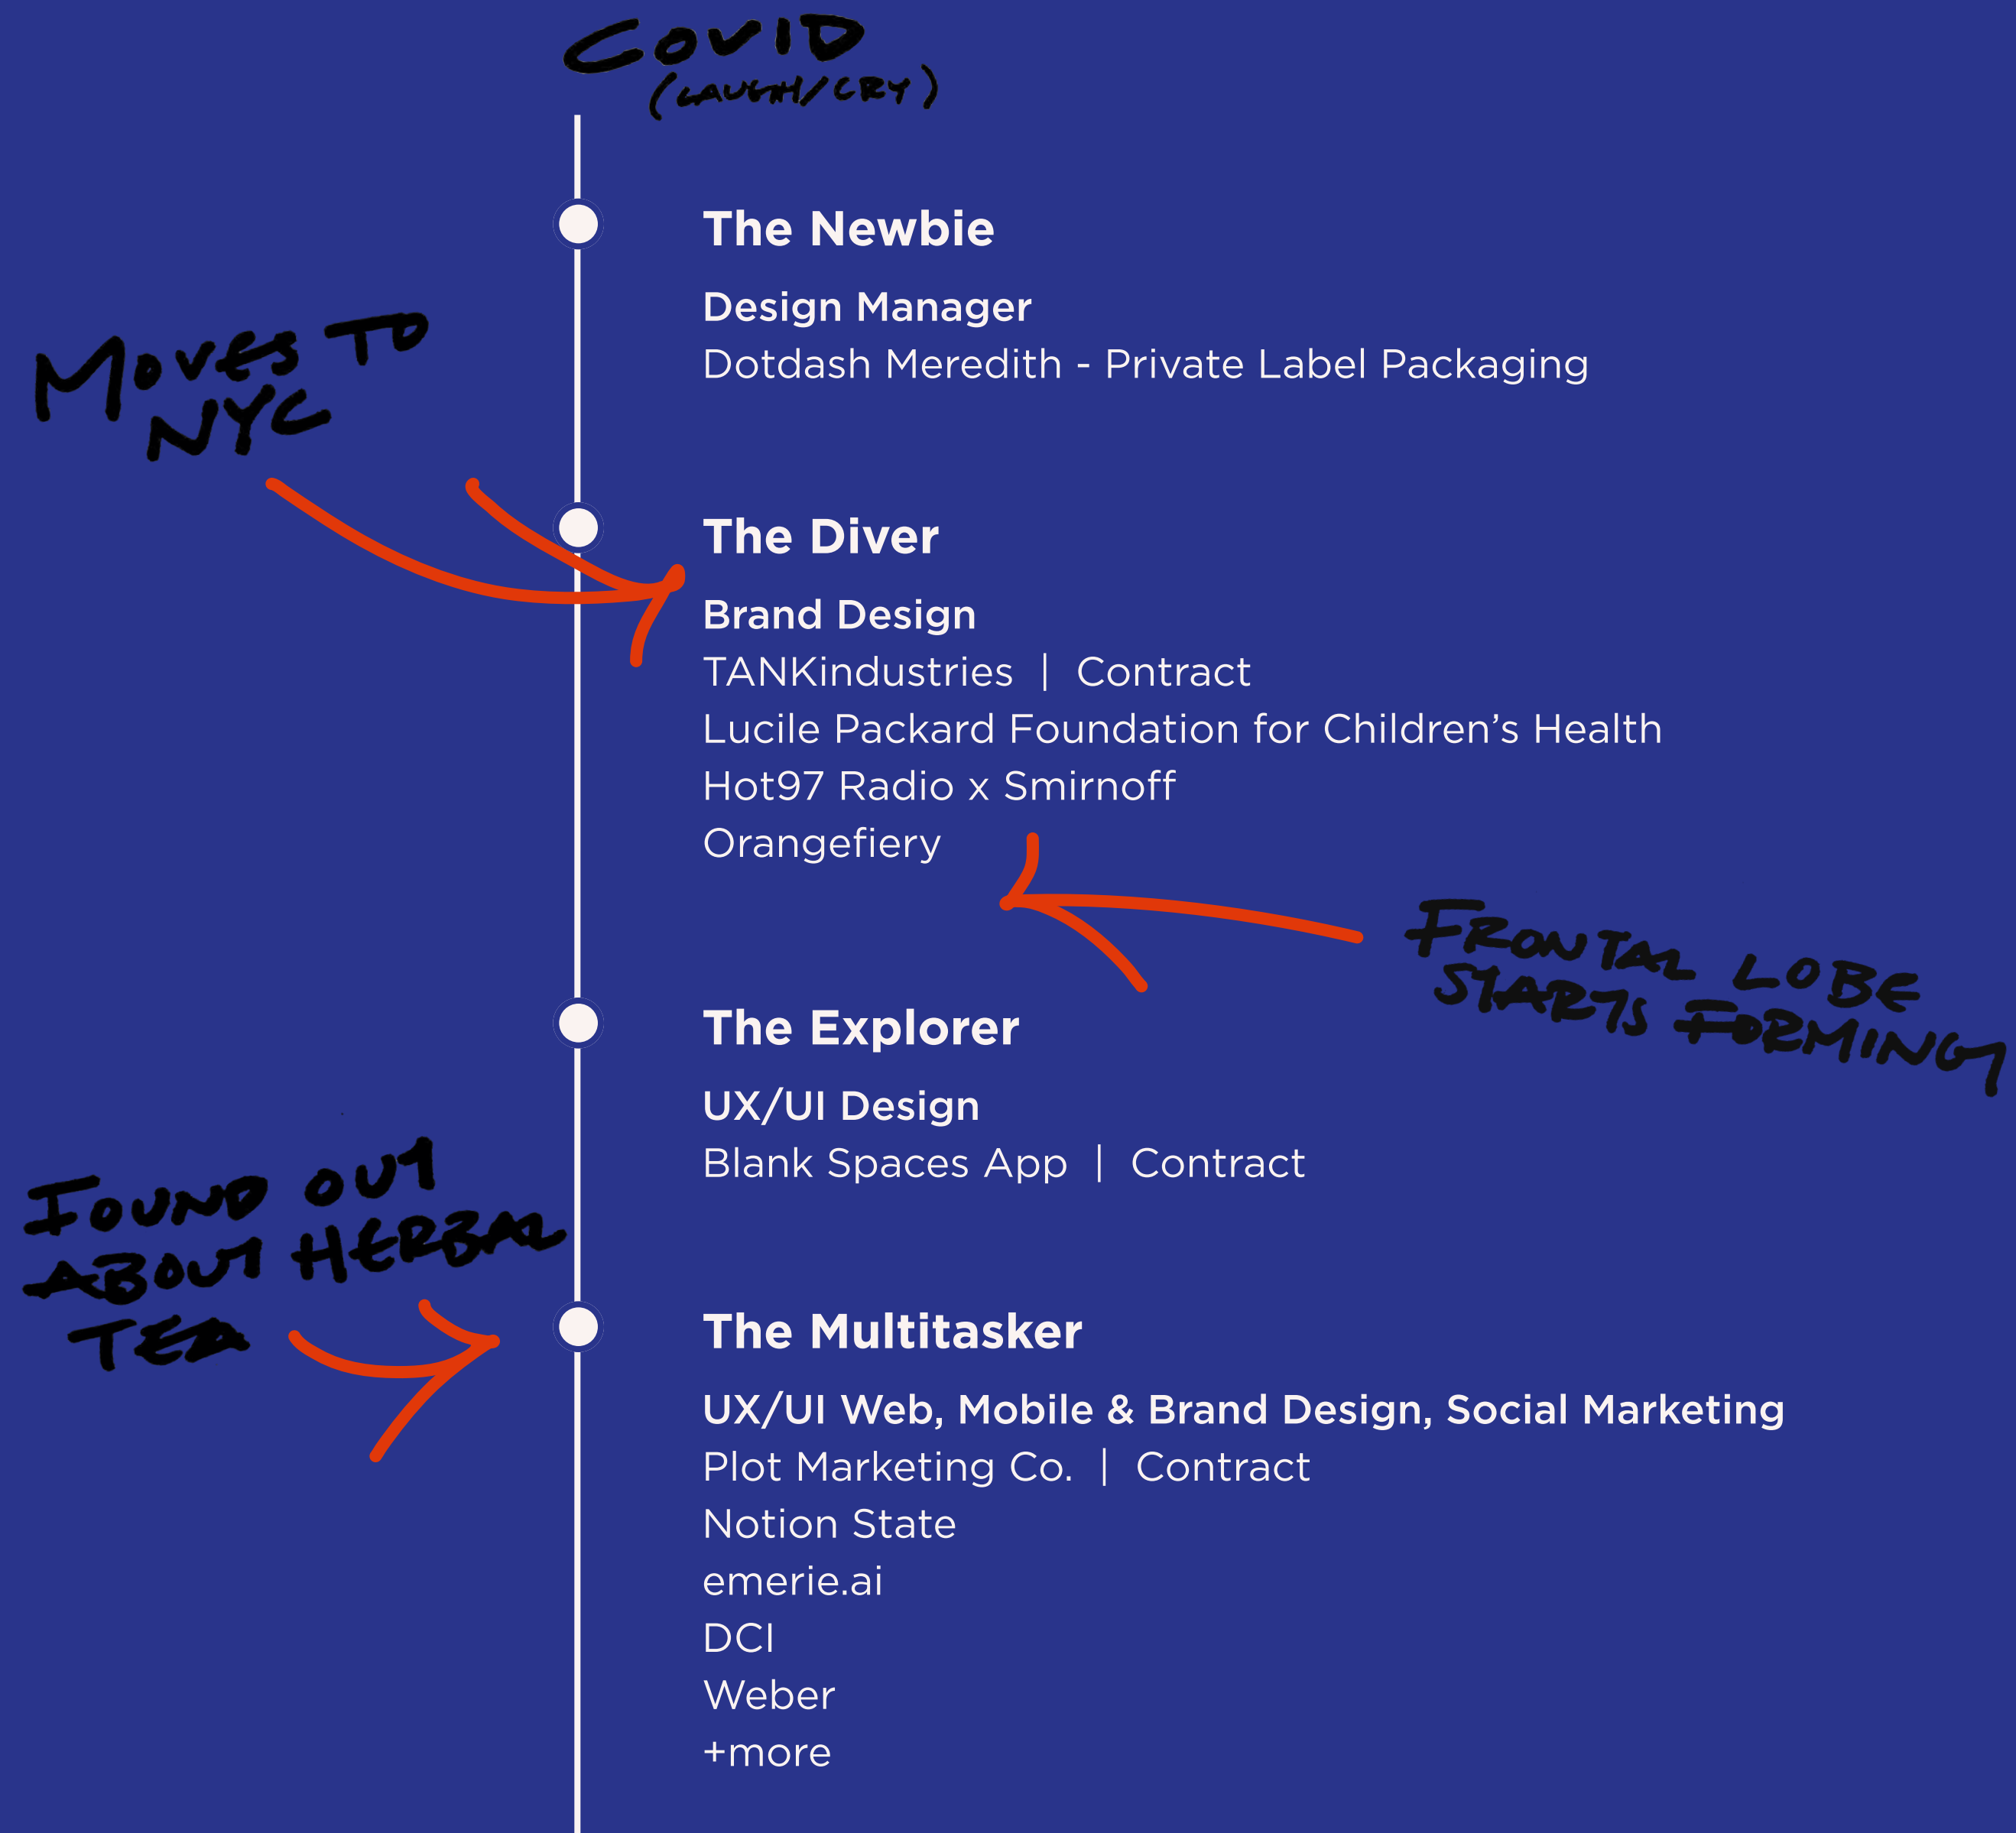 COVID
(LAUGH/CRY)
The Newbie
Design Manager
Dotdash Meredith - Private Label Packaging
MOVES TO
NYC
The Diver
Brand Design
TANKindustries | Contract
Lucile Packard Foundation for Children’s Health
Hot97 Radio x Smirnoff
Orangefiery
FRONTAL LOBE
STARTS FORMING
The Explorer
UX/UI Design
Blank Spaces App | Contract
FOUND OUT
ABOUT HERBAL
TEA
The Multitasker
UX/UI Web, Mobile & Brand Design, Social Marketing
Plot Marketing Co. | Contract
Notion State
emerie.ai
DCI
Weber
+more